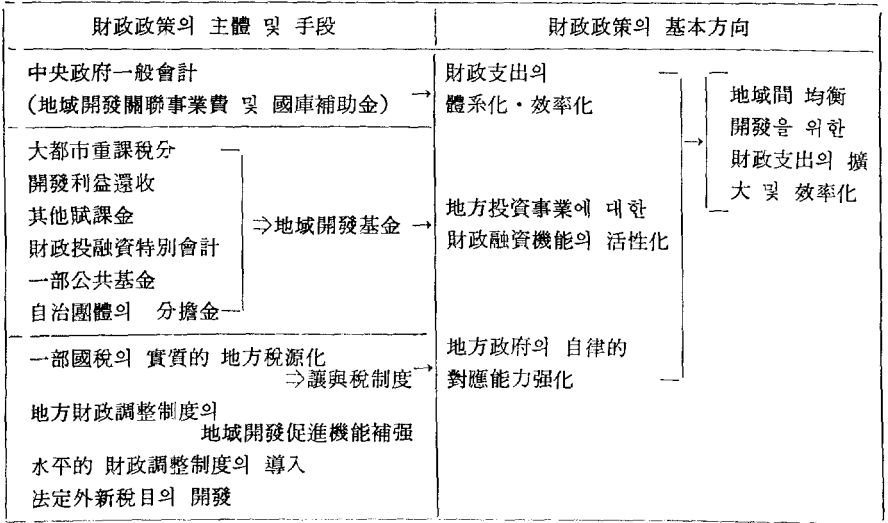 財政政策의 主體 및 手段
財政政策의 基本方向
中央政府一般會計
(地域開發關聯事業費 및 國庫補助金) →
大都市重課稅分
開發利益還收
其他賦課金
財政投融資特別會計
一部公共基金
自治團體의 分擔金
⇒地域開發基金 →
一部國稅의 實質的 地方稅源化
⇒讓與稅制度 →
地方財政調整制度의
地域開發促進機能補强
水平的 財政調整制度의 導入
法定外新稅目의 開發
財政支出의
體系化・效率化
地方投資事業에 대한
財政融資機能의 活性化
地方政府의 自律的
對應能力强化
→
地域間 均衡
開發을 위한
財政支出의 擴
大 및 效率化